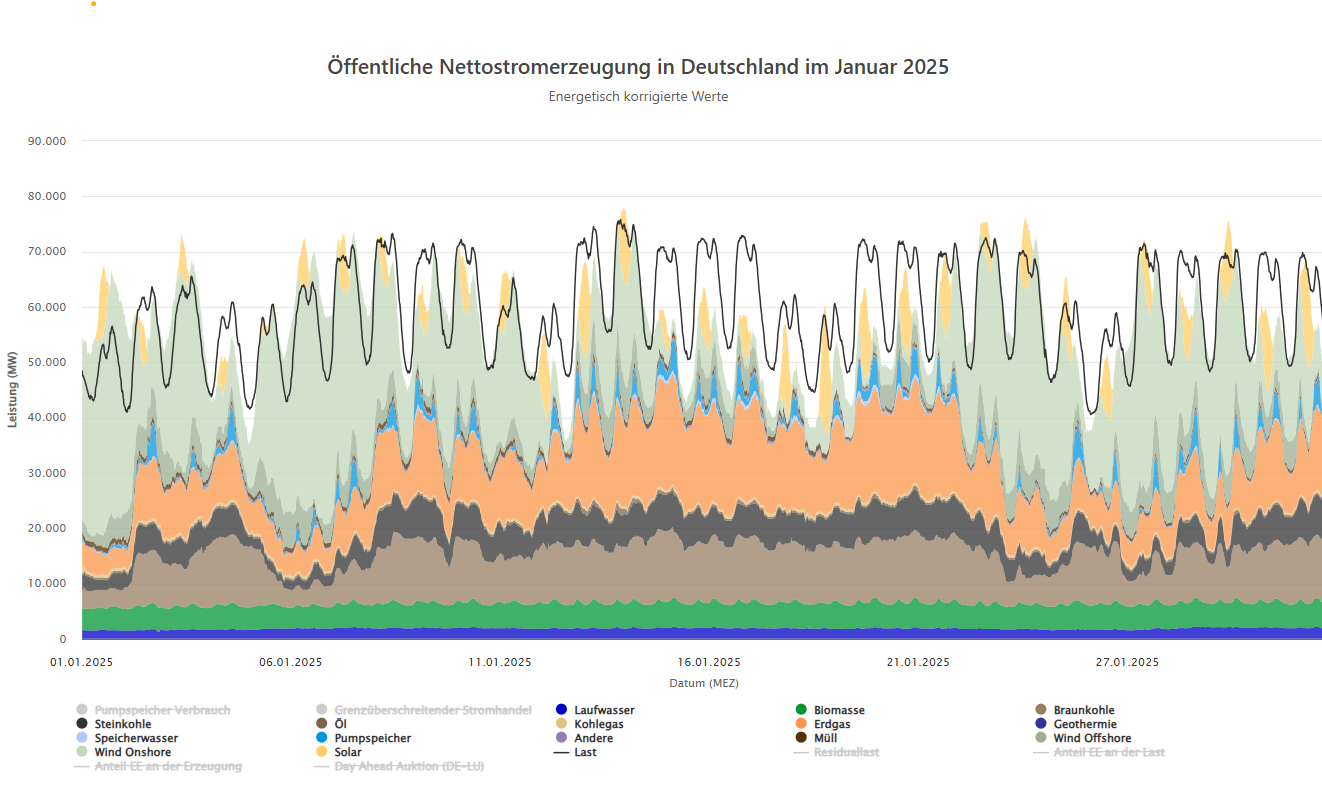 Öffentliche Nettostromerzeugung in Deutschland im Januar 2025
Energetisch korrigierte Werte
Leistung (MW)
90.000
80.000
70.000
60.000
50.000
40.000
30.000
20.000
10.000
0
01.01.2025 06.01.2025 11.01.2025 16.01.2025 21.01.2025 27.01.2025
Datum (MEZ)
Pumpspeicher Verbrauch Grenzüberschreitender Stromhandel Laufwasser Biomasse Braunkohle
Steinkohle Öl Kohlegas Erdgas Geothermie
Speicherwasser Pumpspeicher Andere Müll Wind Offshore
Wind Onshore Solar Last Residuallast Anteil EE an der Last
Anteil EE an der Erzeugung Day Ahead Auktion (DE-LU)